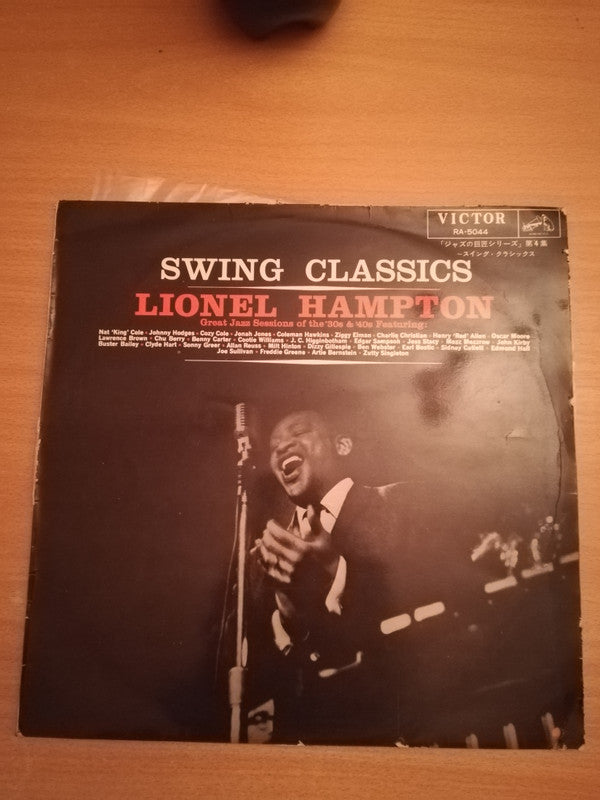 VICTOR
RA-5044
「ジャズの巨匠シリーズ」第4集
~スイング・クラシックス
SWING CLASSICS
LIONEL HAMPTON
Great Jazz Sessions of the '30s & '40s Featuring:
Nat 'King' Cole - Johnny Hodges - Cozy Cole - Jonah Jones - Coleman Hawkins - Ziggy Elman - Charlie Christian - Henry 'Red' Allen - Oscar Moore
Lawrence Brown - Chu Berry - Benny Carter - Cootie Williams - J. C. Higginbotham - Edgar Sampson - Jess Stacy - Mezz Mezzrow - John Kirby
Buster Bailey - Clyde Hart - Sonny Greer - Allan Reuss - Milt Hinton - Dizzy Gillespie - Ben Webster - Earl Bostic - Sidney Catlett - Edmond Hall
Joe Sullivan - Freddie Greene - Artie Bernstein - Zutty Singleton